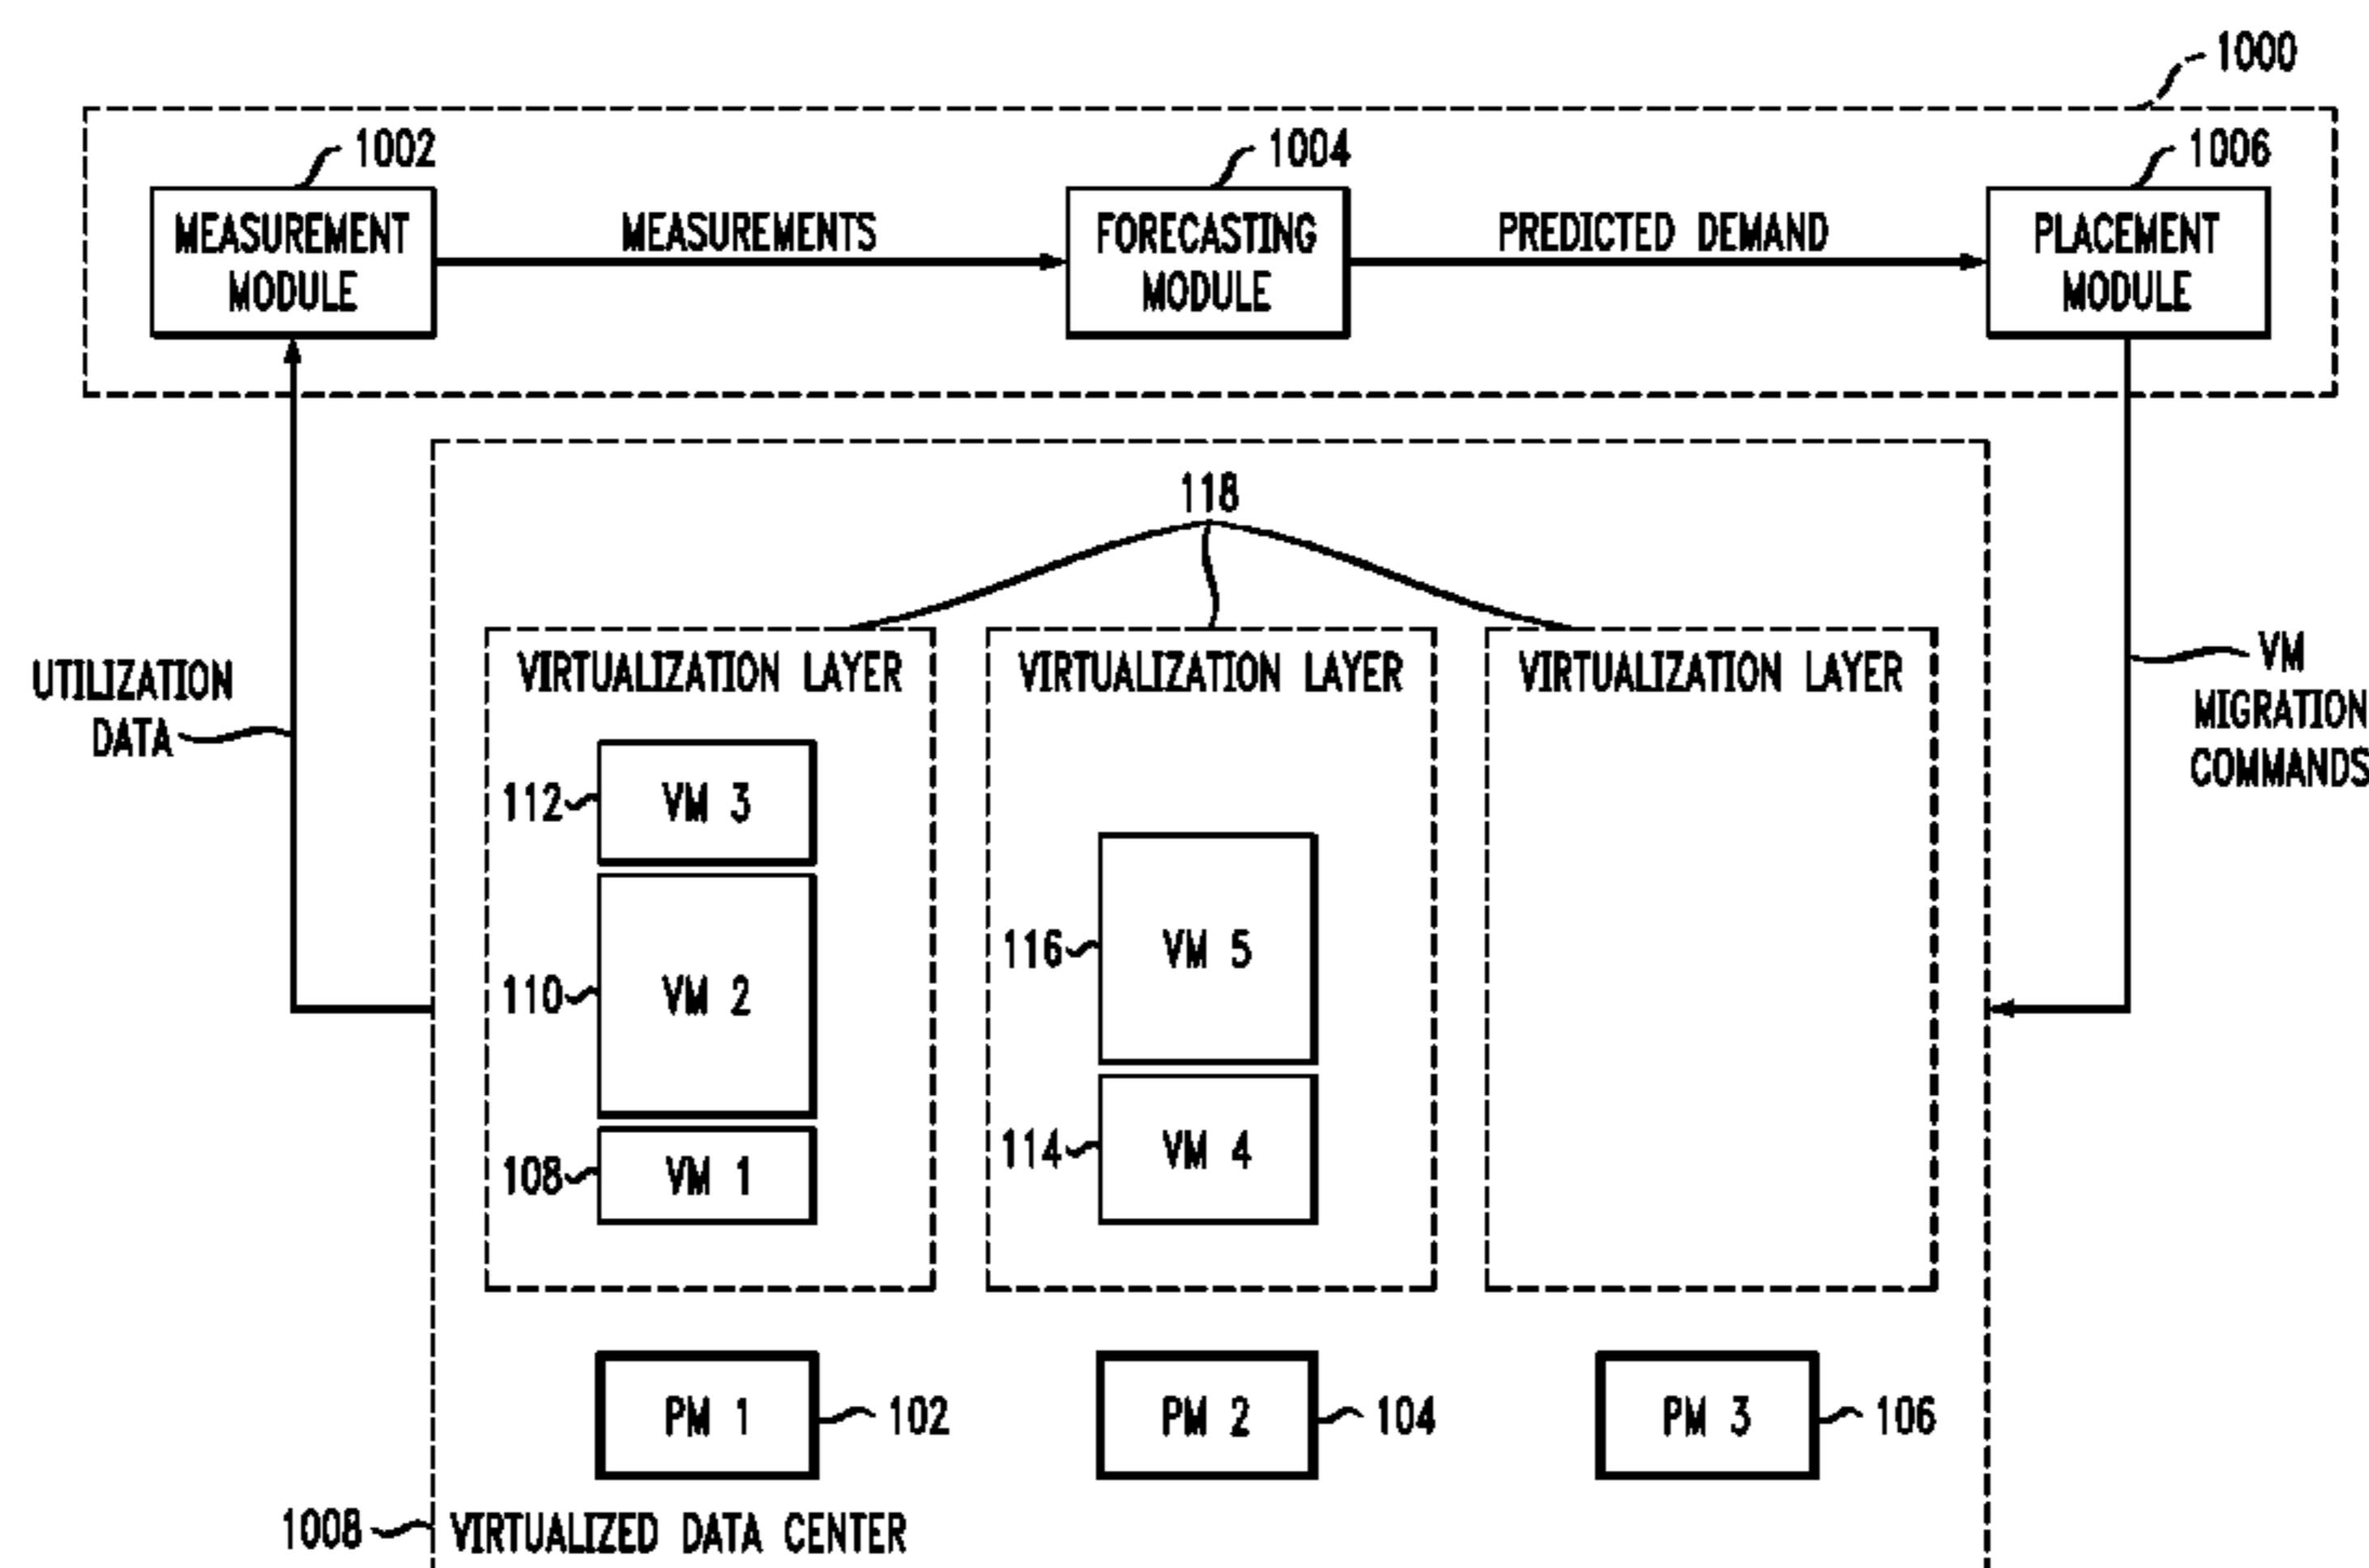 1000
1002
1004
1006
MEASUREMENT
MODULE
MEASUREMENTS
FORECASTING
MODULE
PREDICTED DEMAND
PLACEMENT
MODULE
118
UTILIZATION
DATA
VIRTUALIZATION LAYER
VIRTUALIZATION LAYER
VIRTUALIZATION LAYER
VM
MIGRATION
COMMANDS
112
VM 3
110
VM 2
108
VM 1
116
VM 5
114
VM 4
PM 1
102
PM 2
104
PM 3
106
1008
VIRTUALIZED DATA CENTER